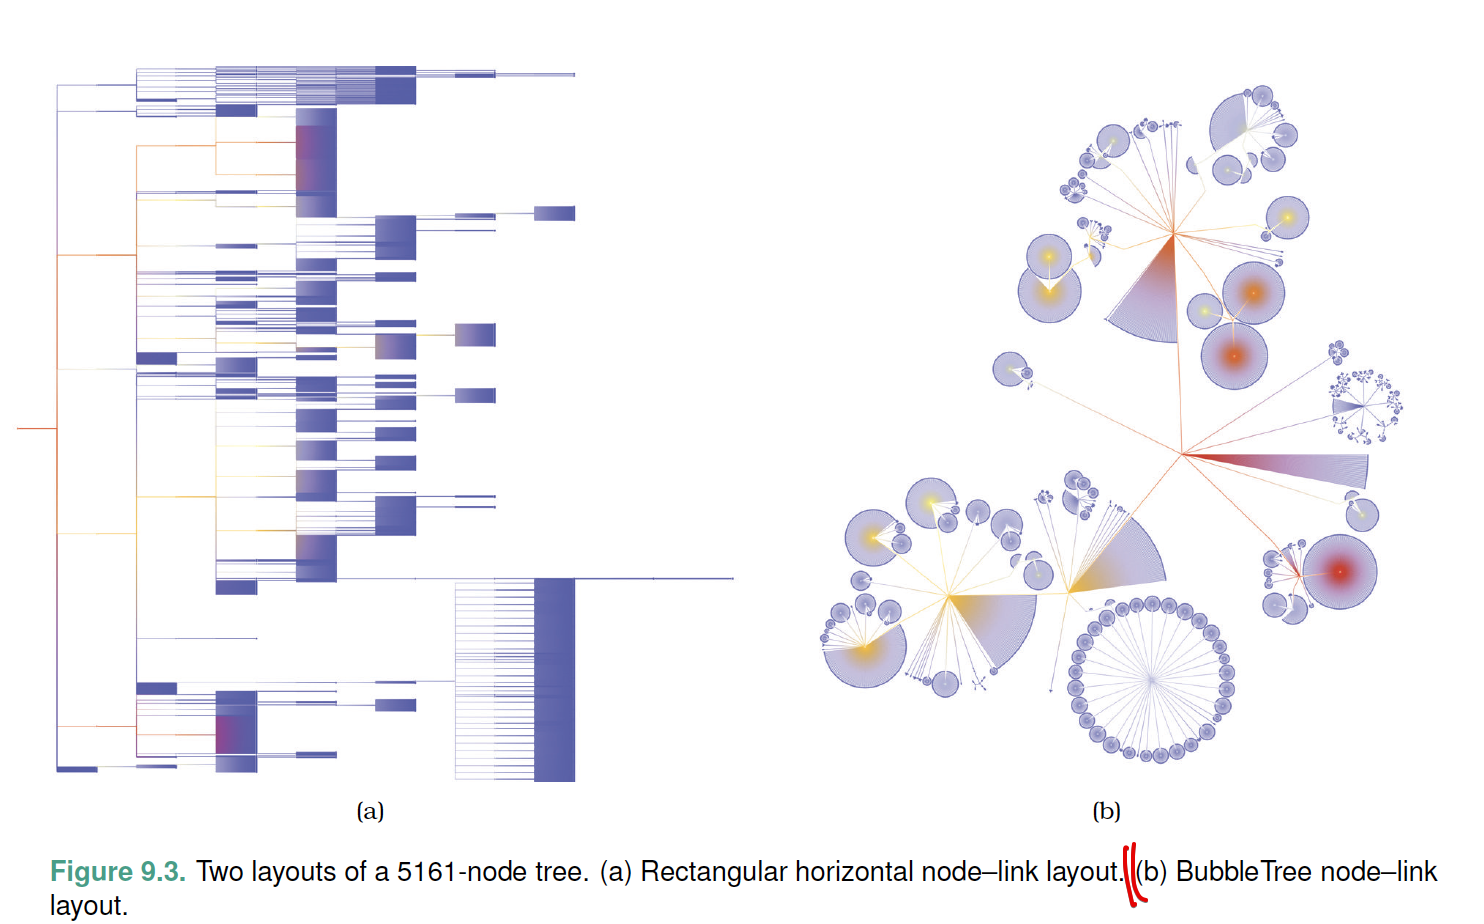 (a)
(b)
Figure 9.3. Two layouts of a 5161-node tree. (a) Rectangular horizontal node–link layout. (b) BubbleTree node–link
layout.